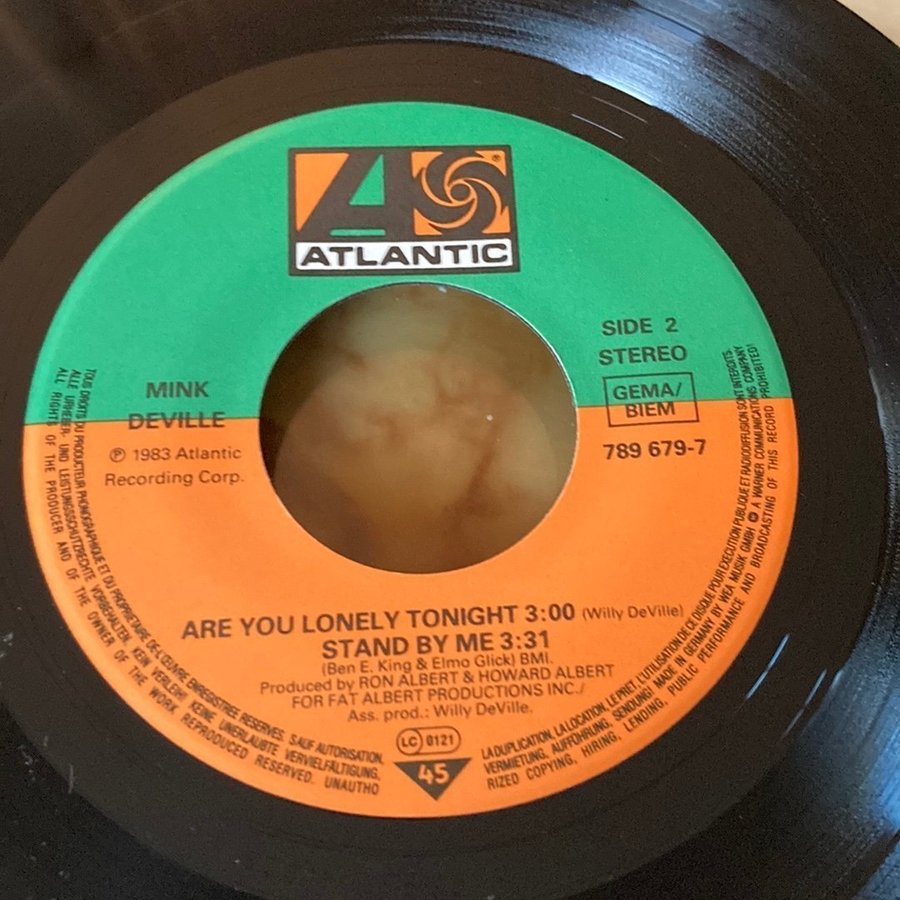 ATLANTIC
®
SIDE 2
STEREO
GEMA/
BIEM
789 679-7
MINK
DEVILLE
℗ 1983 Atlantic
Recording Corp.
ARE YOU LONELY TONIGHT 3:00 (Willy DeVille)
STAND BY ME 3:31
(Ben E. King & Elmo Glick) BMI.
Produced by RON ALBERT & HOWARD ALBERT
FOR FAT ALBERT PRODUCTIONS INC./
Ass. prod.: Willy DeVille.
LC 0121
45
TOUS DROITS DU PRODUCTEUR PHONOGRAPHIQUE ET DU PROPRIETAIRE DE L'ŒUVRE ENREGISTREE RESERVES. SAUF AUTORISATION,
ALLE URHEBER- UND LEISTUNGSSCHUTZRECHTE VORBEHALTEN. KEIN VERLEIH! KEINE UNERLAUBTE VERVIELFÄLTIGUNG,
ALL RIGHTS OF THE PRODUCER AND OF THE OWNER OF THE WORK REPRODUCED RESERVED. UNAUTHO
LA DUPLICATION, LA LOCATION, LE PRET, L'UTILISATION DE CE DISQUE POUR EXECUTION PUBLIQUE ET RADIODIFFUSION SONT INTERDITS.
VERMIETUNG, AUFFÜHRUNG, SENDUNG! MADE IN GERMANY BY WEA MUSIK GMBH A WARNER COMMUNICATIONS COMPANY
RIZED COPYING, HIRING, LENDING, PUBLIC PERFORMANCE AND BROADCASTING OF THIS RECORD PROHIBITED!